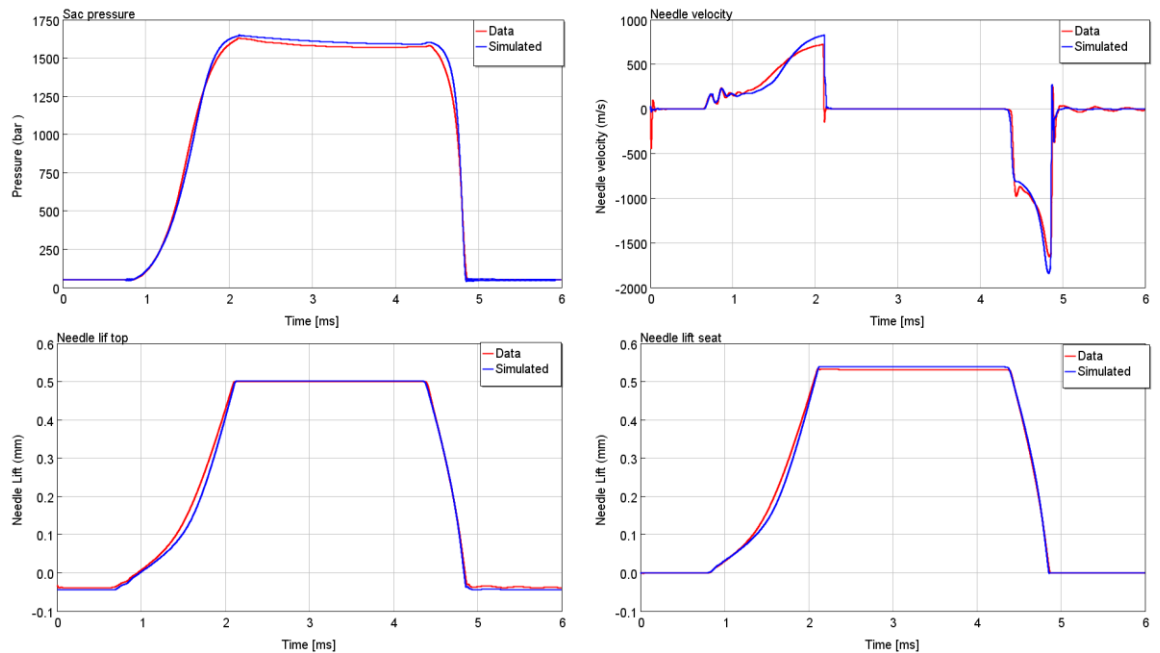 Sac pressure
1750
1500
1250
1500
750
500
250
0
Pressure (bar )
0 1 2 3 4 5 6
Time [ms]
Data
Simulated
Needle velocity
1000
500
0
-500
-1000
-1500
-2000
Needle velocity (m/s)
0 1 2 3 4 5 6
Time [ms]
Data
Simulated
Needle lif top
0.6
0.5
0.4
0.3
0.2
0.1
0.0
-0.1
Needle Lift (mm)
0 1 2 3 4 5 6
Time [ms]
Data
Simulated
Needle lift seat
0.6
0.5
0.4
0.3
0.2
0.1
0.0
-0.1
Needle Lift (mm)
0 1 2 3 4 5 6
Time [ms]
Data
Simulated